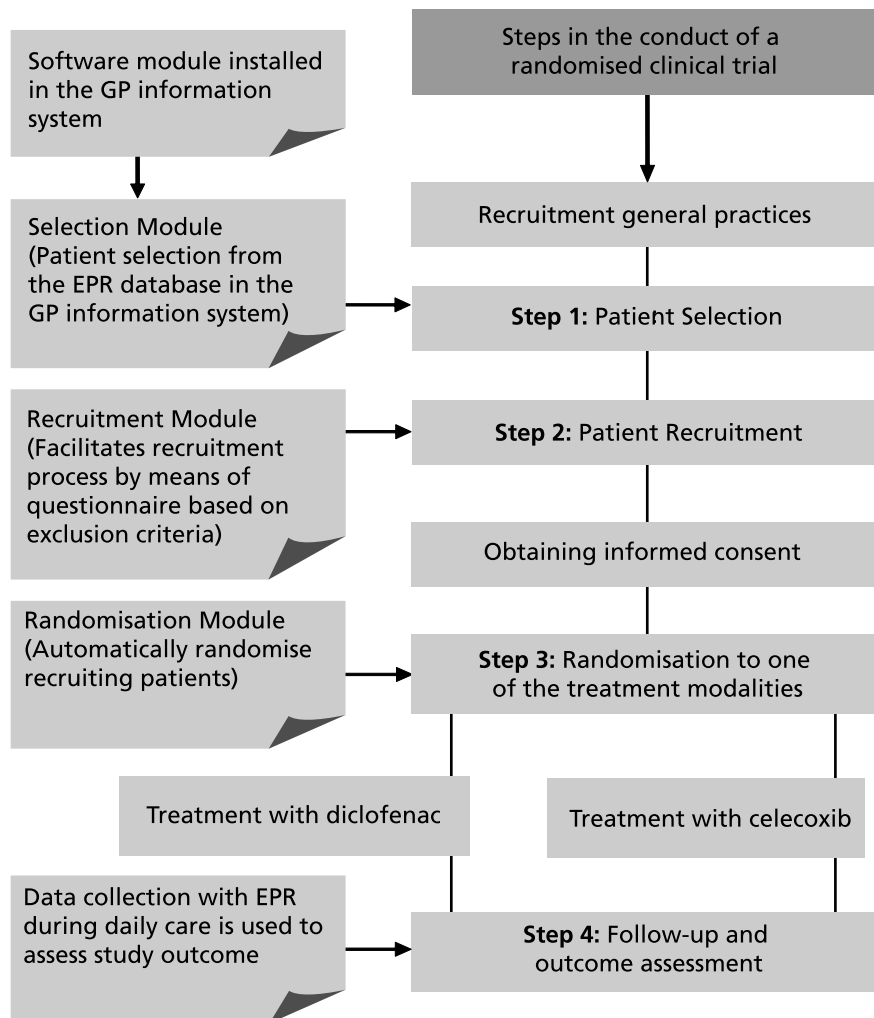 Steps in the conduct of a
randomised clinical trial
Software module installed
in the GP information
system
Recruitment general practices
Selection Module
(Patient selection from
the EPR database in the
GP information system)
Step 1: Patient Selection
Recruitment Module
(Facilitates recruitment
process by means of
questionnaire based on
exclusion criteria)
Step 2: Patient Recruitment
Obtaining informed consent
Randomisation Module
(Automatically randomise
recruiting patients)
Step 3: Randomisation to one
of the treatment modalities
Treatment with diclofenac
Treatment with celecoxib
Data collection with EPR
during daily care is used to
assess study outcome
Step 4: Follow-up and
outcome assessment